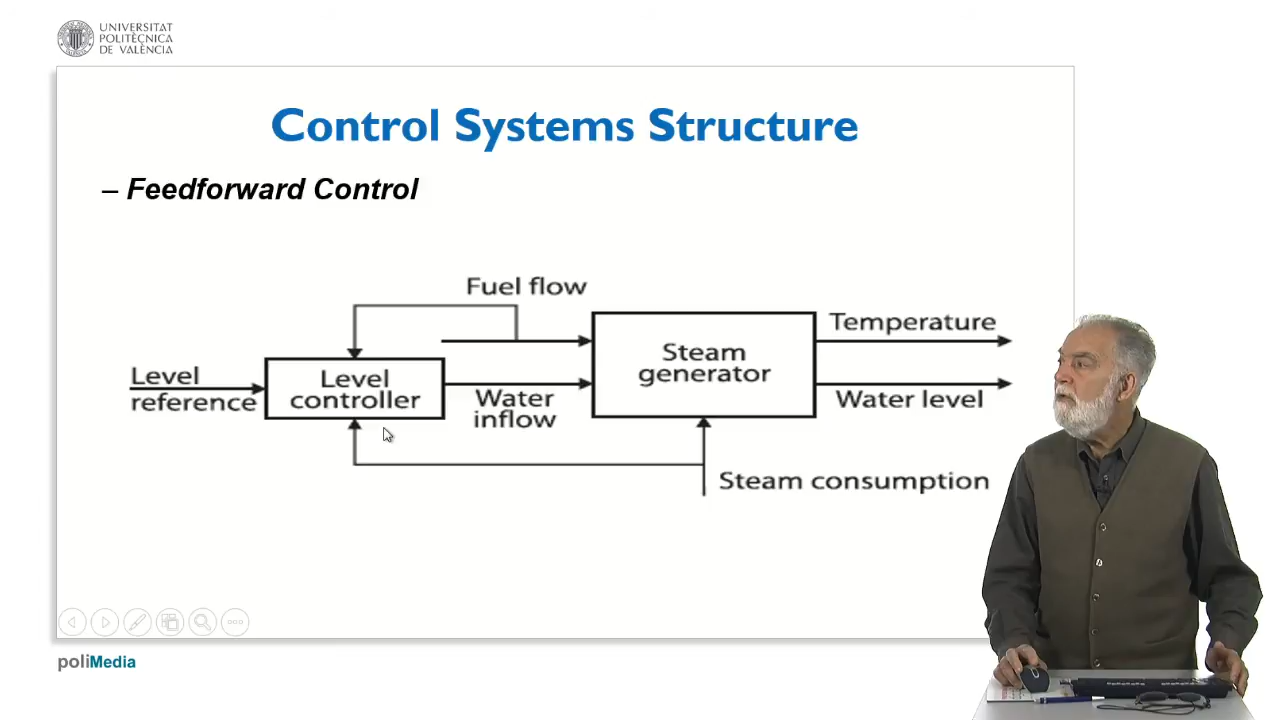 UNIVERSITAT
POLITÈCNICA
DE VALÈNCIA
Control Systems Structure
– Feedforward Control
Fuel flow
Level
reference
Level
controller
Water
inflow
Steam
generator
Temperature
Water level
Steam consumption
poliMedia